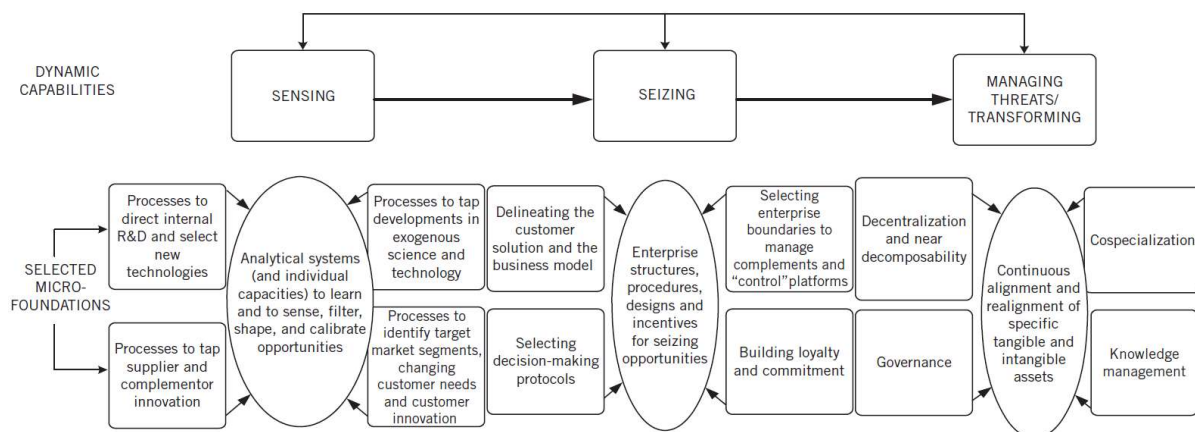 DYNAMIC
CAPABILITIES
SENSING
SEIZING
MANAGING
THREATS/
TRANSFORMING
SELECTED
MICRO-
FOUNDATIONS
Processes to
direct internal
R&D and select
new
technologies
Processes to tap
supplier and
complementor
innovation
Analytical systems
(and individual
capacities) to learn
and to sense, filter,
shape, and calibrate
opportunities
Processes to tap
developments in
exogenous
science and
technology
Processes to
identify target
market segments,
changing
customer needs
and customer
innovation
Delineating the
customer
solution and the
business model
Selecting
decision-making
protocols
Enterprise
structures,
procedures,
designs and
incentives
for seizing
opportunities
Selecting
enterprise
boundaries to
manage
complements and
“control”platforms
Building loyalty
and commitment
Decentralization
and near
decomposability
Governance
Continuous
alignment and
realignment of
specific
tangible and
intangible
assets
Cospecialization
Knowledge
management